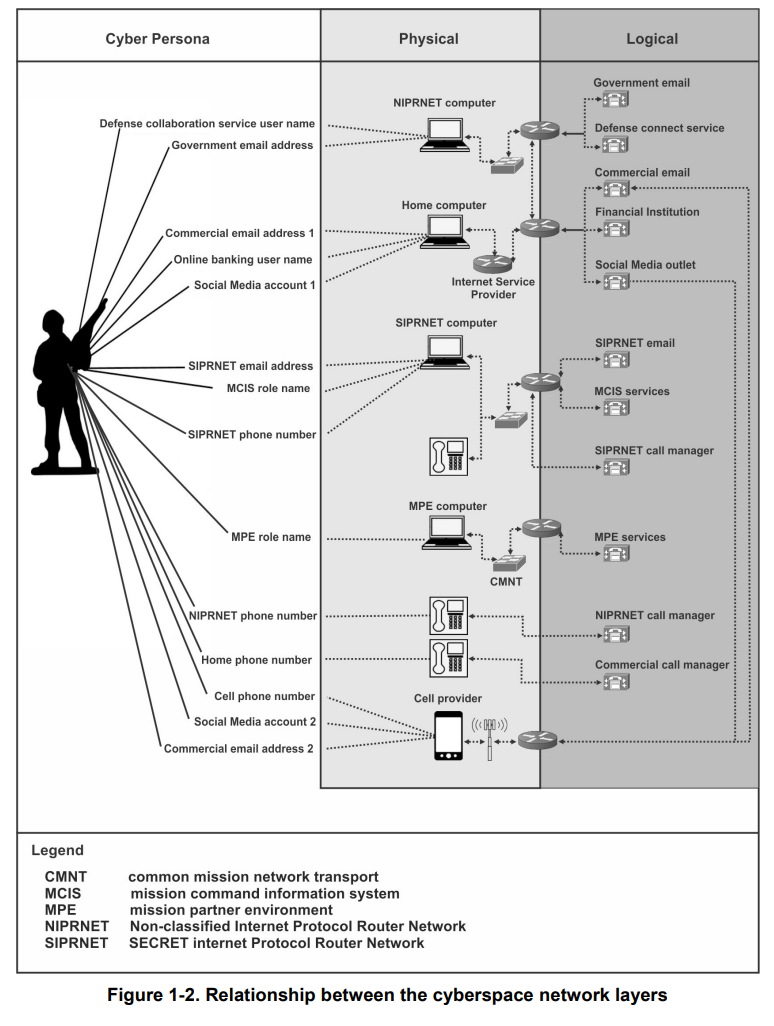 Cyber Persona
Physical
Logical
Defense collaboration service user name
Government email address
Commercial email address 1
Online banking user name
Social Media account 1
SIPRNET email address
MCIS role name
SIPRNET phone number
MPE role name
NIPRNET phone number
Home phone number
Cell phone number
Social Media account 2
Commercial email address 2
NIPRNET computer
Home computer
Internet Service
Provider
SIPRNET computer
MPE computer
CMNT
Cell provider
Government email
Defense connect service
Commercial email
Financial Institution
Social Media outlet
SIPRNET email
MCIS services
SIPRNET call manager
MPE services
NIPRNET call manager
Commercial call manager
Legend
CMNT common mission network transport
MCIS mission command information system
MPE mission partner environment
NIPRNET Non-classified Internet Protocol Router Network
SIPRNET SECRET internet Protocol Router Network
Figure 1-2. Relationship between the cyberspace network layers